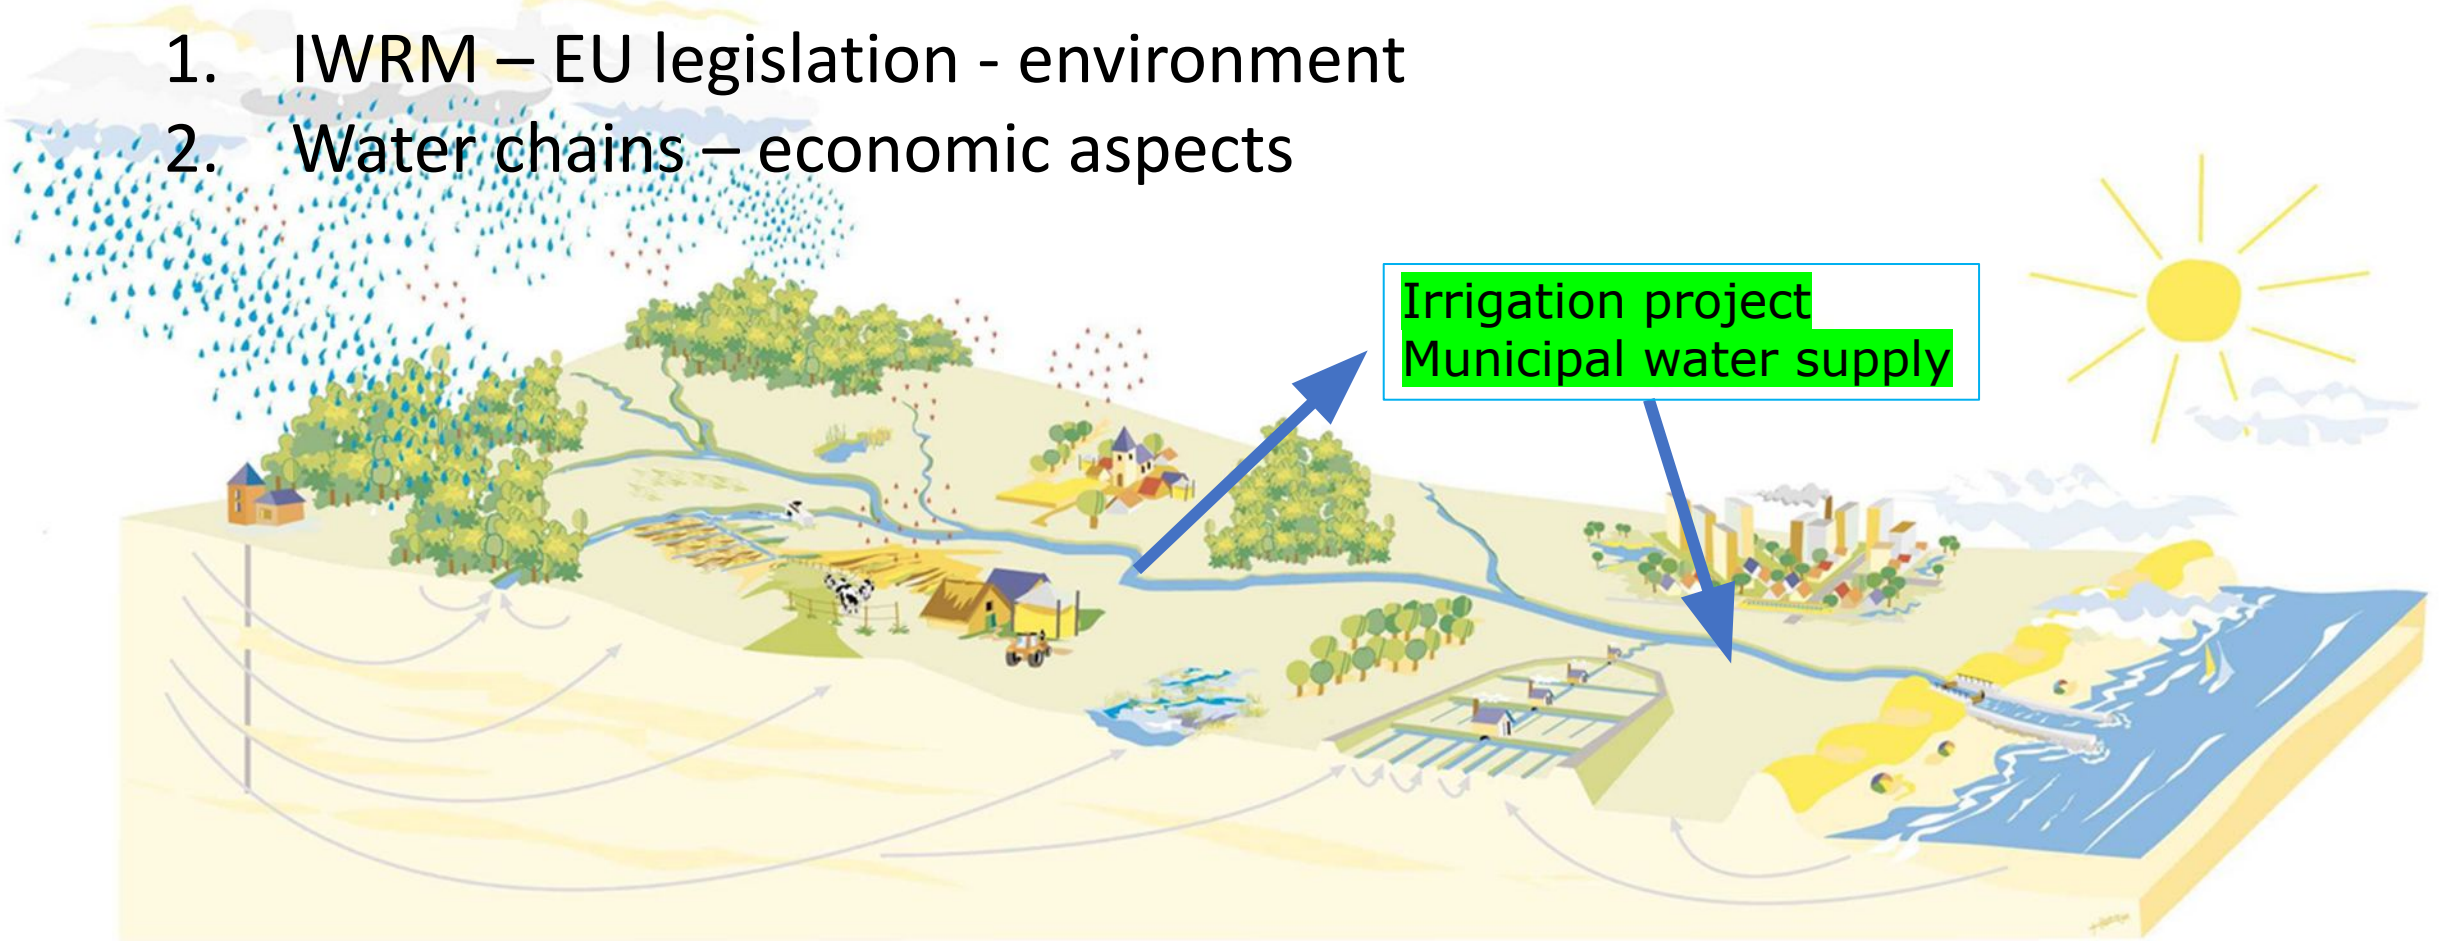 1. IWRM – EU legislation - environment
2. Water chains – economic aspects
Irrigation project
Municipal water supply